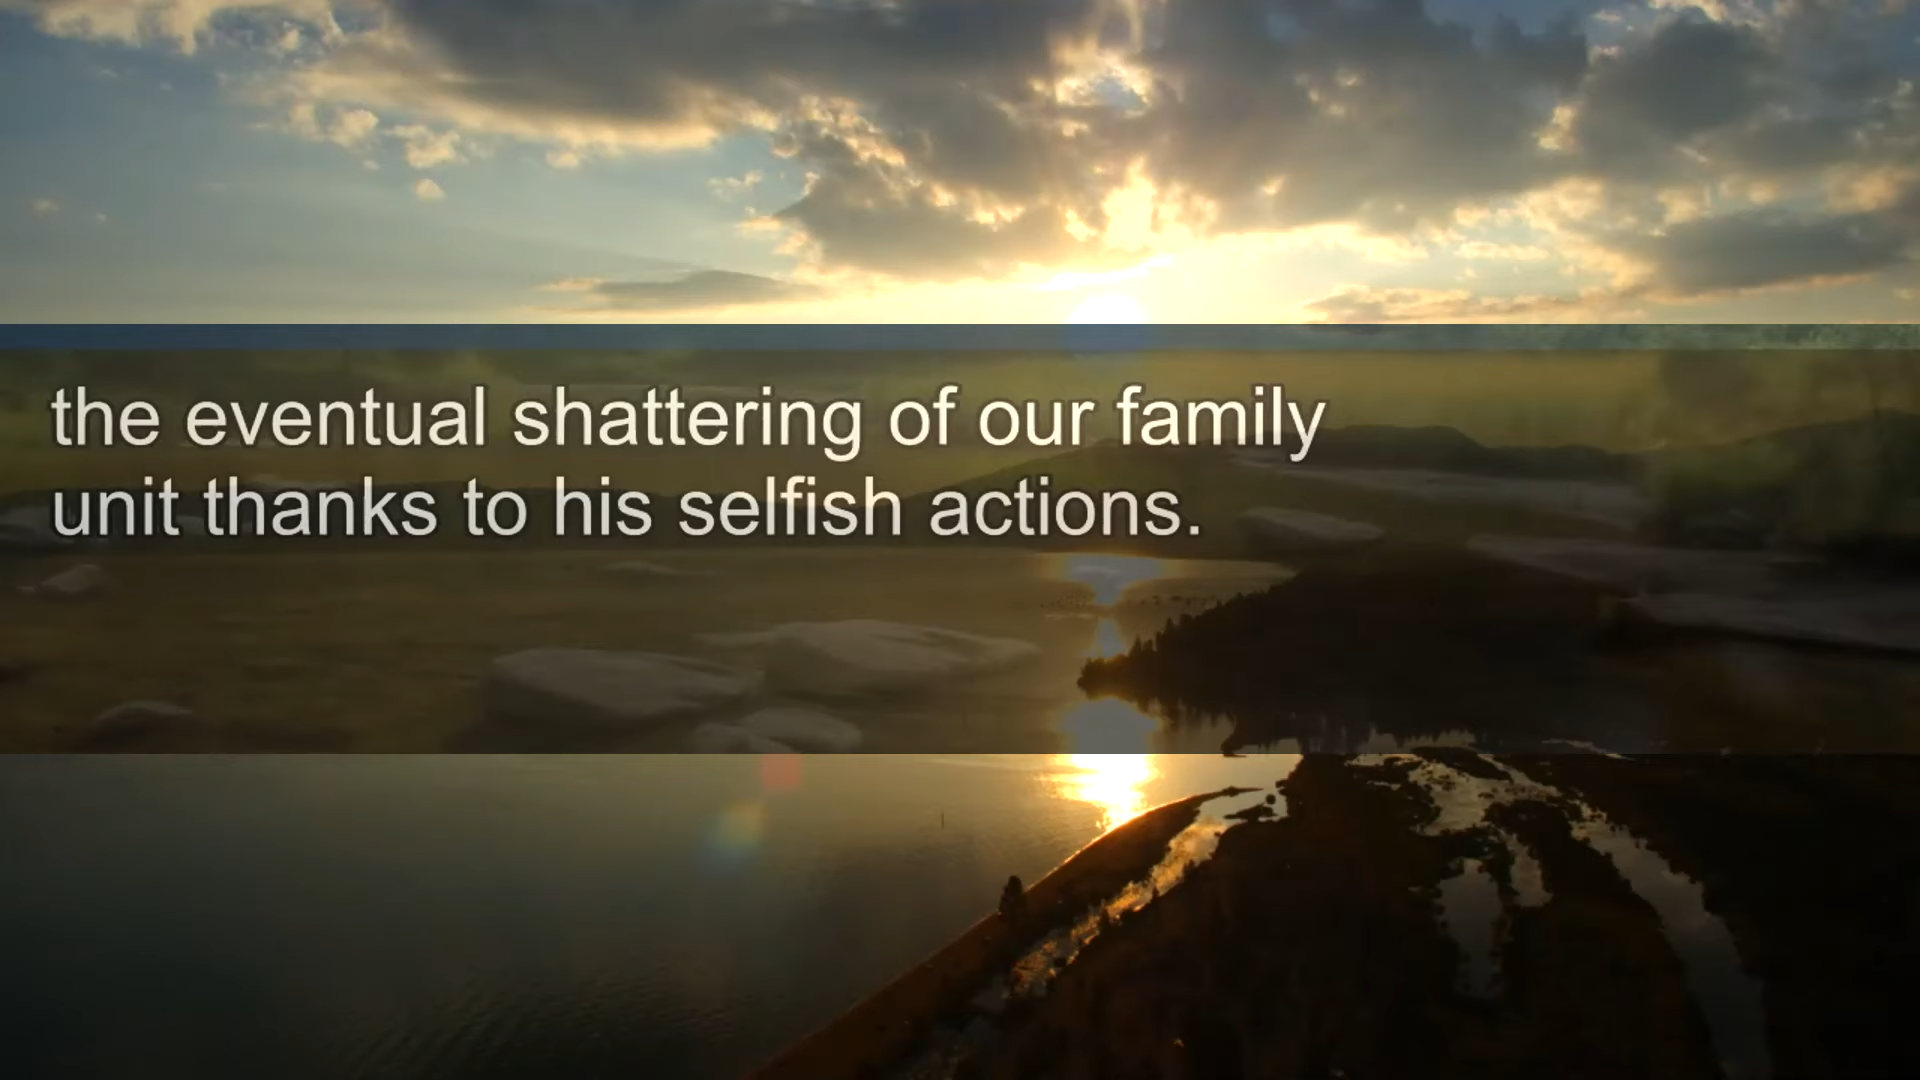 the eventual shattering of our family
unit thanks to his selfish actions.